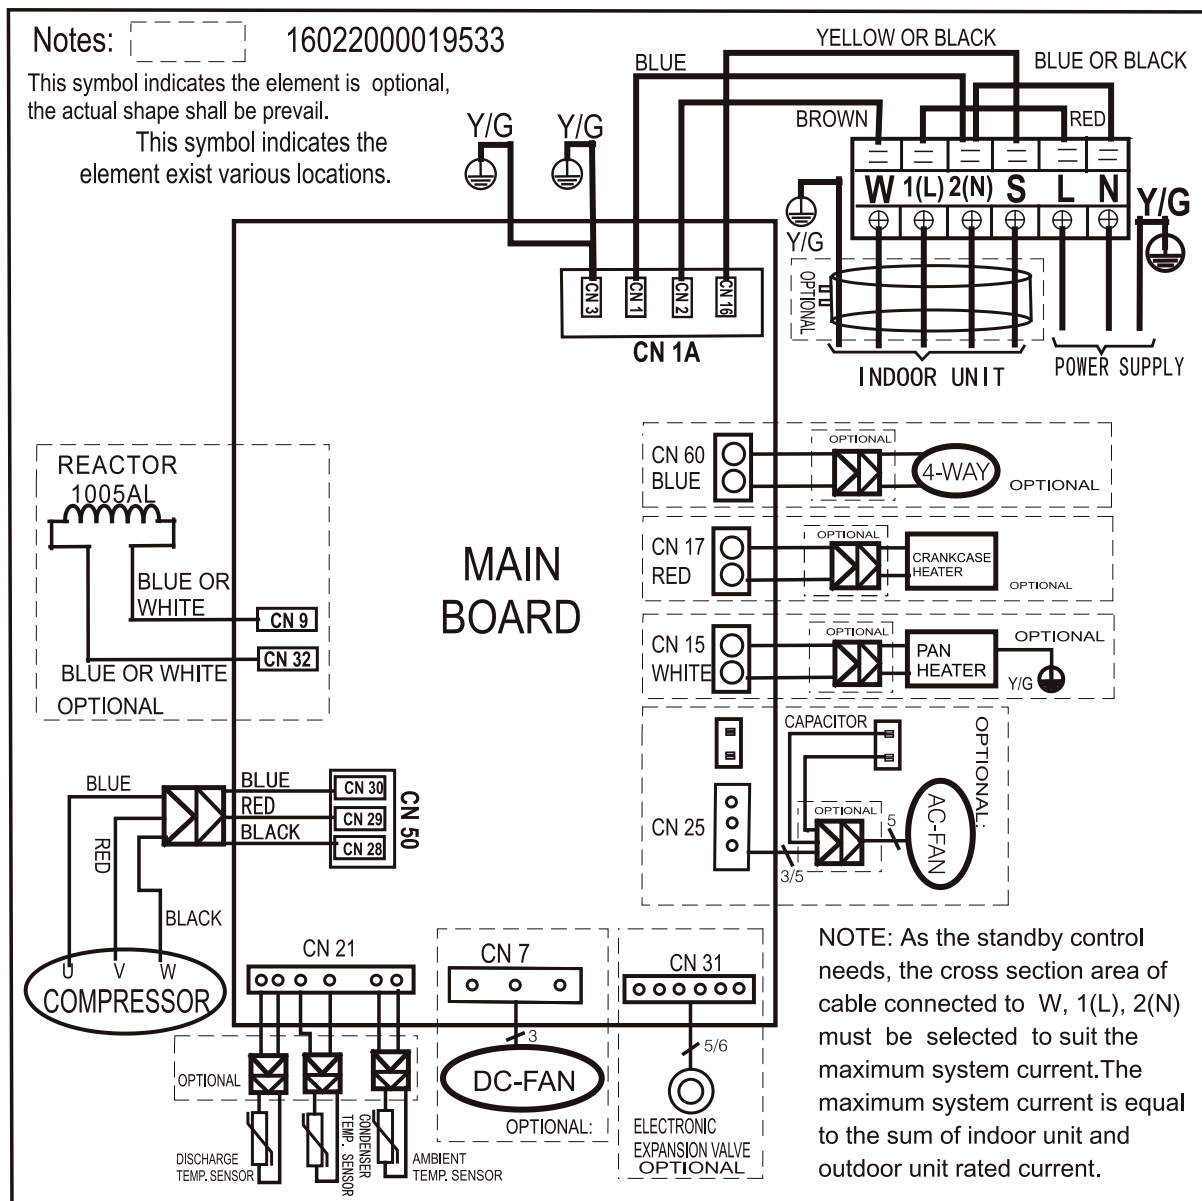 Notes: 16022000019533
This symbol indicates the element is optional,
the actual shape shall be prevail.
This symbol indicates the
element exist various locations.
YELLOW OR BLACK
BLUE
BLUE OR BLACK
BROWN
RED
Y/G
Y/G
W 1(L) 2(N) S L N
Y/G
Y/G
OPTIONAL
INDOOR UNIT
POWER SUPPLY
CN 3
CN 1
CN 2
CN 16
CN 1A
REACTOR
1005AL
BLUE OR
WHITE
CN 9
CN 32
BLUE OR WHITE
OPTIONAL
MAIN
BOARD
CN 60
BLUE
OPTIONAL
4-WAY
OPTIONAL
CN 17
RED
OPTIONAL
CRANKCASE
HEATER
OPTIONAL
CN 15
WHITE
OPTIONAL
PAN
HEATER
OPTIONAL
Y/G
CAPACITOR
OPTIONAL:
CN 25
OPTIONAL
3/5
5
AC-FAN
BLUE
RED
BLACK
BLUE
RED
BLACK
CN 30
CN 29
CN 28
CN 50
U V W
COMPRESSOR
CN 21
OPTIONAL
DISCHARGE
TEMP. SENSOR
CONDENSER
TEMP. SENSOR
AMBIENT
TEMP. SENSOR
CN 7
3
DC-FAN
OPTIONAL:
CN 31
5/6
ELECTRONIC
EXPANSION VALVE
OPTIONAL
NOTE: As the standby control
needs, the cross section area of
cable connected to W, 1(L), 2(N)
must be selected to suit the
maximum system current.The
maximum system current is equal
to the sum of indoor unit and
outdoor unit rated current.